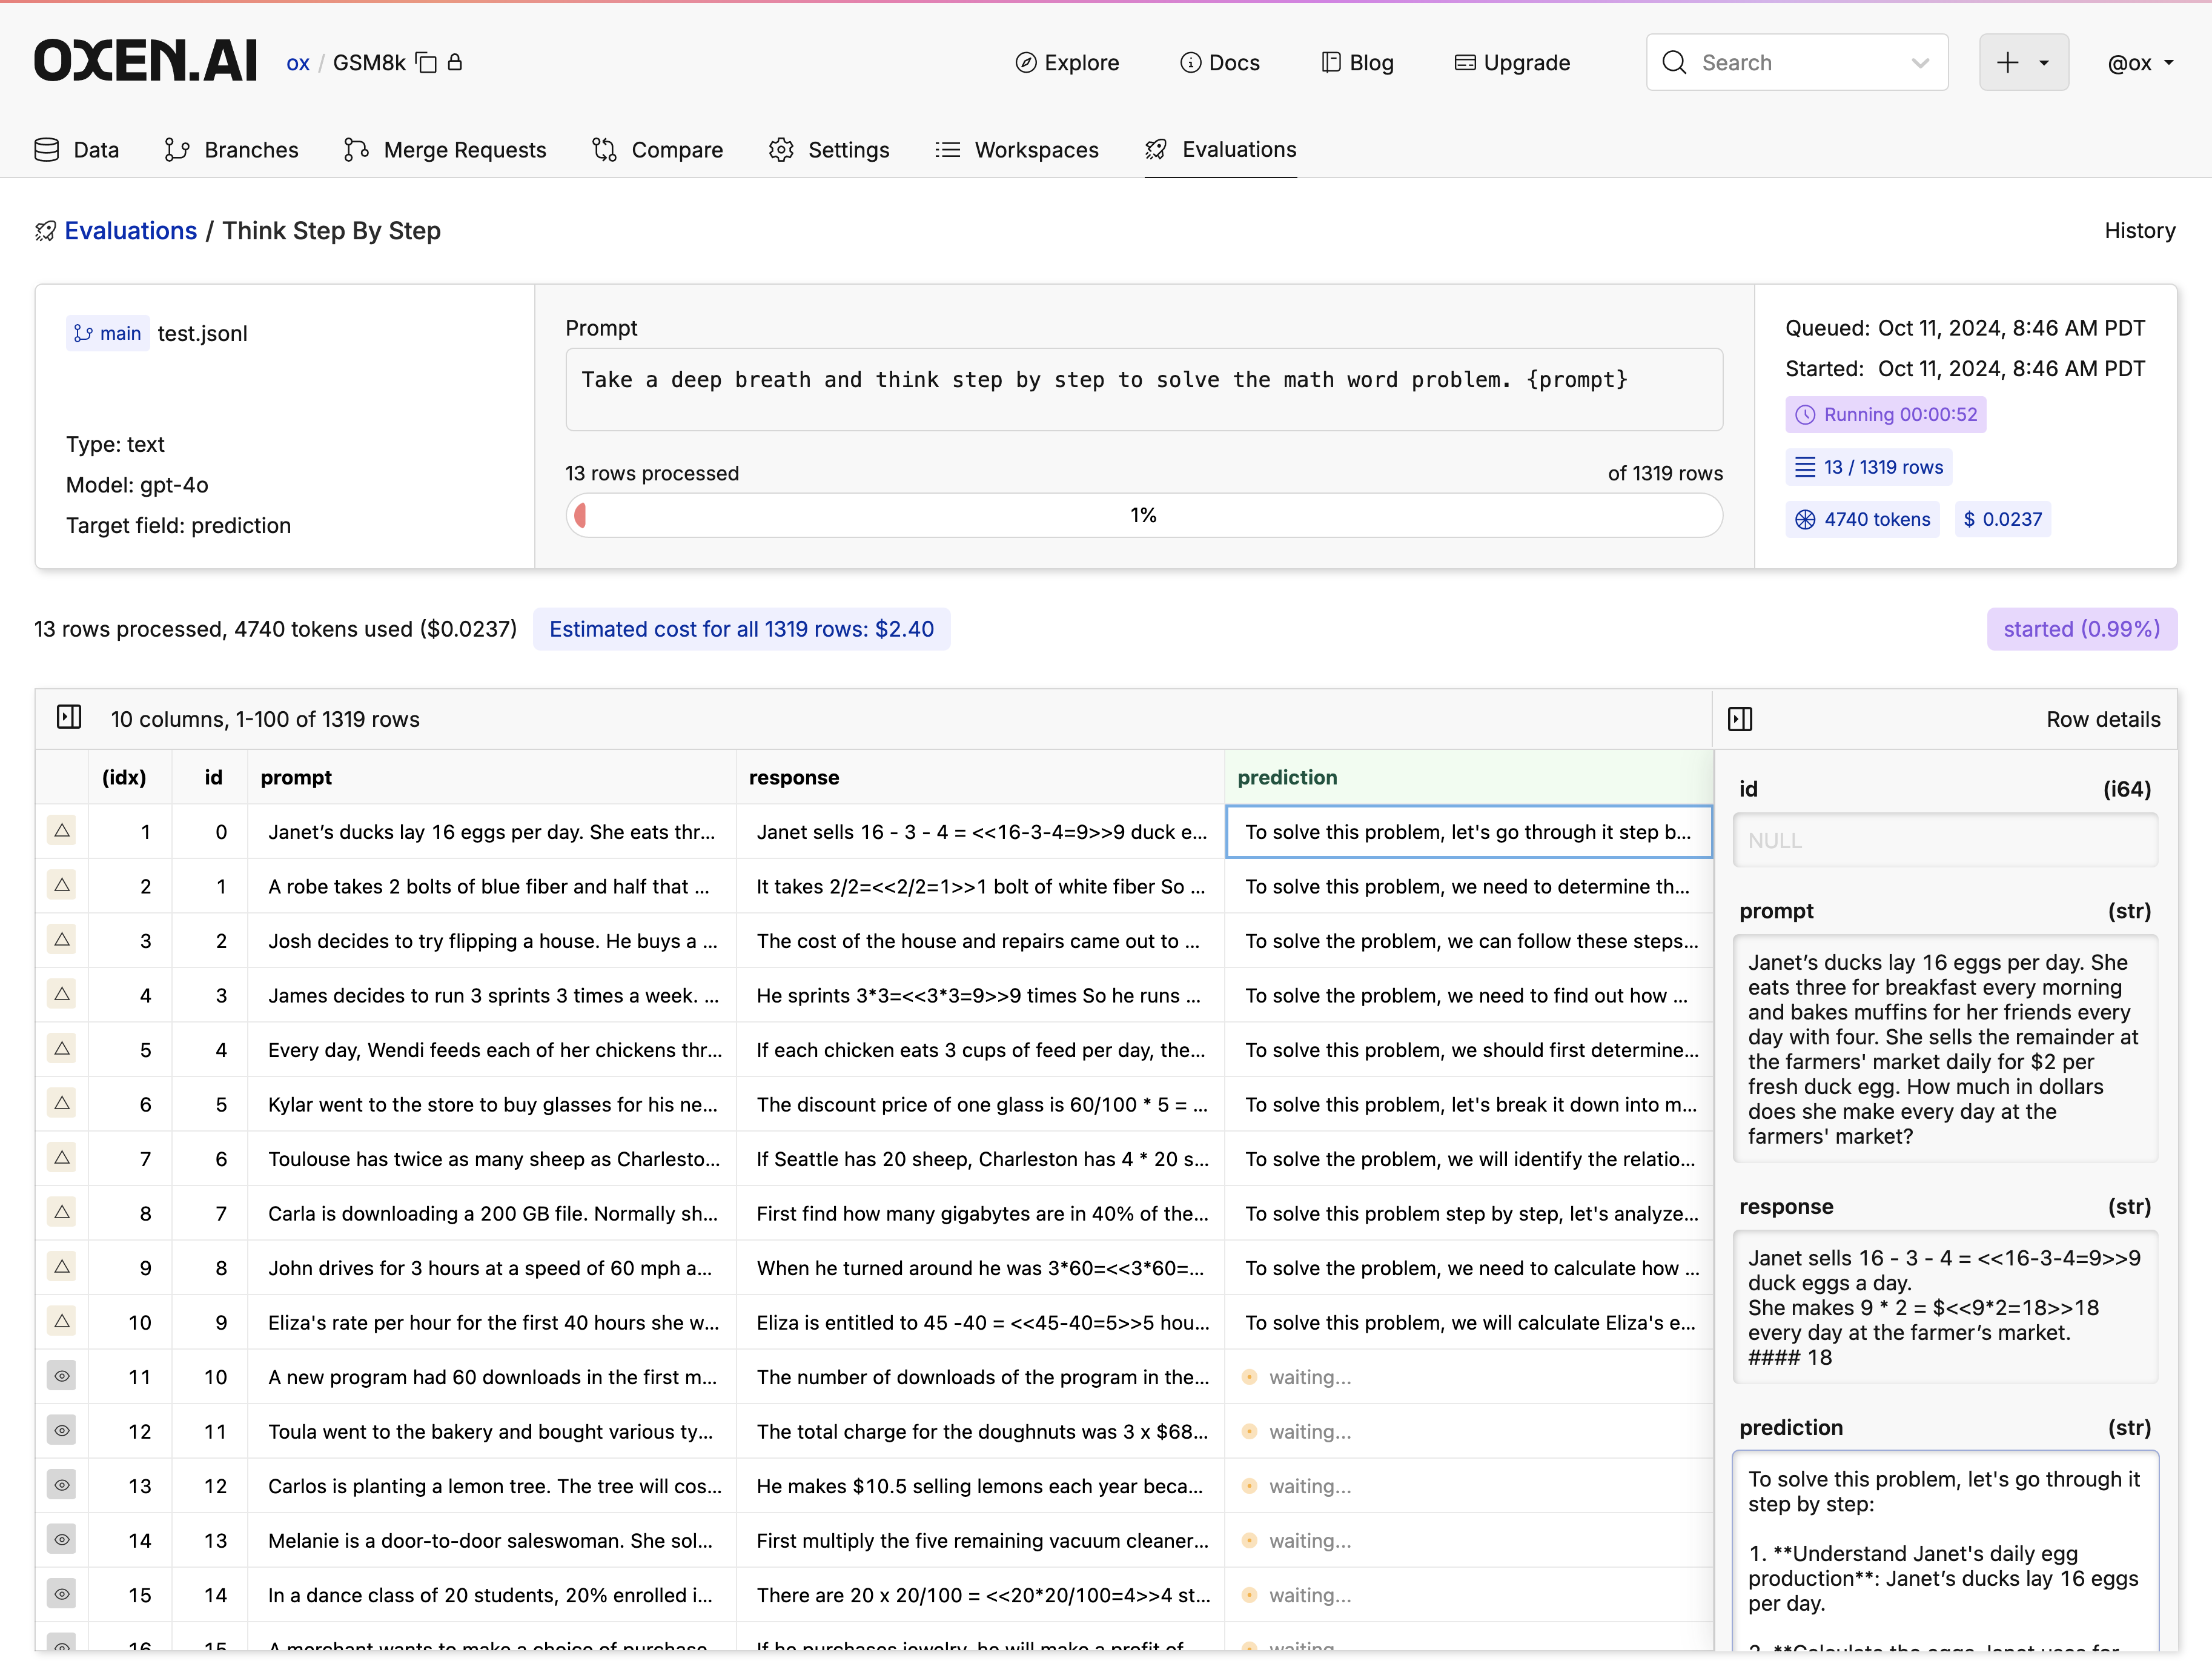 OXEN.AI ox / GSM8k Explore Docs Blog Upgrade Search @ox
Data Branches Merge Requests Compare Settings Workspaces Evaluations
Evaluations / Think Step By Step History
main test.jsonl
Type: text
Model: gpt-4o
Target field: prediction
Prompt
Take a deep breath and think step by step to solve the math word problem. {prompt}
13 rows processed of 1319 rows
1%
Queued: Oct 11, 2024, 8:46 AM PDT
Started: Oct 11, 2024, 8:46 AM PDT
Running 00:00:52
13 / 1319 rows
4740 tokens $ 0.0237
13 rows processed, 4740 tokens used ($0.0237) Estimated cost for all 1319 rows: $2.40 started (0.99%)
10 columns, 1-100 of 1319 rows
(idx) id prompt response prediction
1 0 Janet’s ducks lay 16 eggs per day. She eats thr... Janet sells 16 - 3 - 4 = <<16-3-4=9>>9 duck e... To solve this problem, let's go through it step b...
2 1 A robe takes 2 bolts of blue fiber and half that ... It takes 2/2=<<2/2=1>>1 bolt of white fiber So ... To solve this problem, we need to determine th...
3 2 Josh decides to try flipping a house. He buys a ... The cost of the house and repairs came out to ... To solve the problem, we can follow these steps...
4 3 James decides to run 3 sprints 3 times a week. ... He sprints 3*3=<<3*3=9>>9 times So he runs ... To solve the problem, we need to find out how ...
5 4 Every day, Wendi feeds each of her chickens thr... If each chicken eats 3 cups of feed per day, the... To solve this problem, we should first determine...
6 5 Kylar went to the store to buy glasses for his ne... The discount price of one glass is 60/100 * 5 = ... To solve this problem, let's break it down into m...
7 6 Toulouse has twice as many sheep as Charlesto... If Seattle has 20 sheep, Charleston has 4 * 20 s... To solve the problem, we will identify the relatio...
8 7 Carla is downloading a 200 GB file. Normally sh... First find how many gigabytes are in 40% of the... To solve this problem step by step, let's analyze...
9 8 John drives for 3 hours at a speed of 60 mph a... When he turned around he was 3*60=<<3*60=... To solve the problem, we need to calculate how ...
10 9 Eliza's rate per hour for the first 40 hours she w... Eliza is entitled to 45 -40 = <<45-40=5>>5 hou... To solve this problem, we will calculate Eliza's e...
11 10 A new program had 60 downloads in the first m... The number of downloads of the program in the... waiting...
12 11 Toula went to the bakery and bought various ty... The total charge for the doughnuts was 3 x $68... waiting...
13 12 Carlos is planting a lemon tree. The tree will cos... He makes $10.5 selling lemons each year beca... waiting...
14 13 Melanie is a door-to-door saleswoman. She sol... First multiply the five remaining vacuum cleaner... waiting...
15 14 In a dance class of 20 students, 20% enrolled i... There are 20 x 20/100 = <<20*20/100=4>>4 st... waiting...
16 15 A merchant wants to make a choice of purchase... If he purchases jewelry, he will make a profit of ... waiting...
Row details
id (i64)
NULL
prompt (str)
Janet’s ducks lay 16 eggs per day. She
eats three for breakfast every morning
and bakes muffins for her friends every
day with four. She sells the remainder at
the farmers' market daily for $2 per
fresh duck egg. How much in dollars
does she make every day at the
farmers' market?
response (str)
Janet sells 16 - 3 - 4 = <<16-3-4=9>>9
duck eggs a day.
She makes 9 * 2 = $<<9*2=18>>18
every day at the farmer’s market.
#### 18
prediction (str)
To solve this problem, let's go through it
step by step:
1. **Understand Janet's daily egg
production**: Janet’s ducks lay 16 eggs
per day.
2. **Calculate the eggs Janet uses for